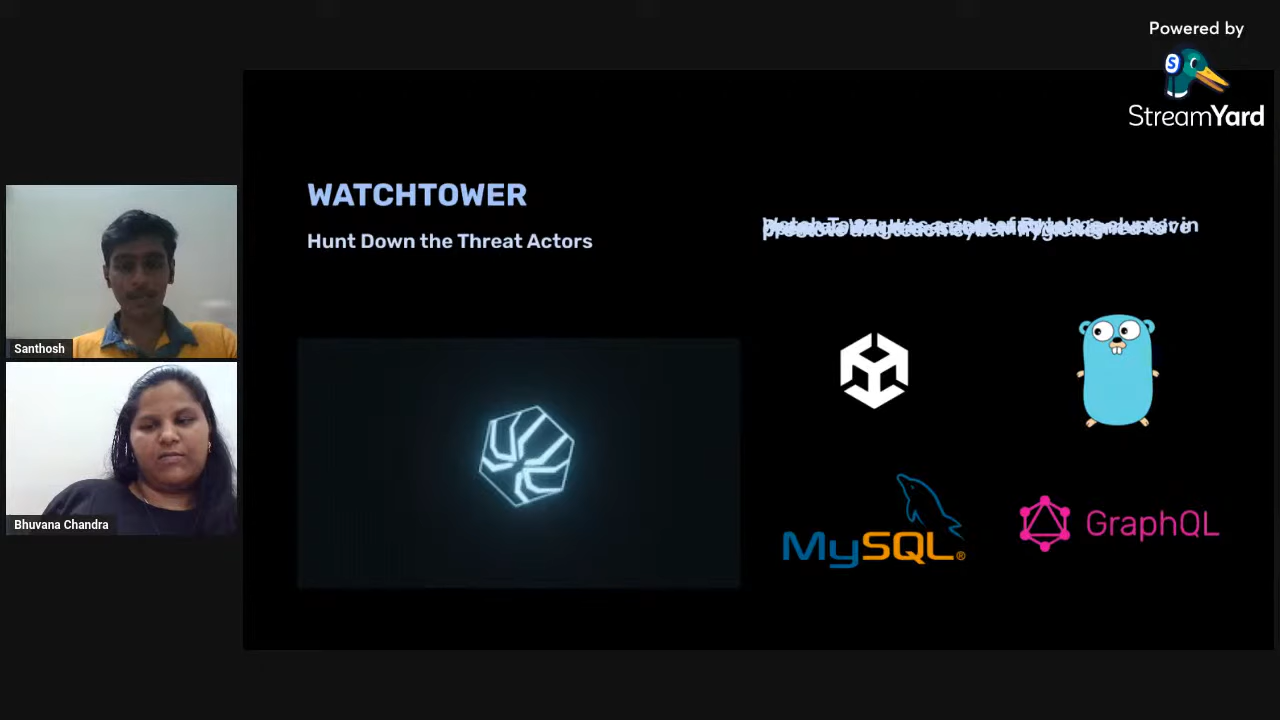 Powered by
S
StreamYard
WATCHTOWER
Hunt Down the Threat Actors
Santhosh
Bhuvana Chandra
MySQL®
GraphQL